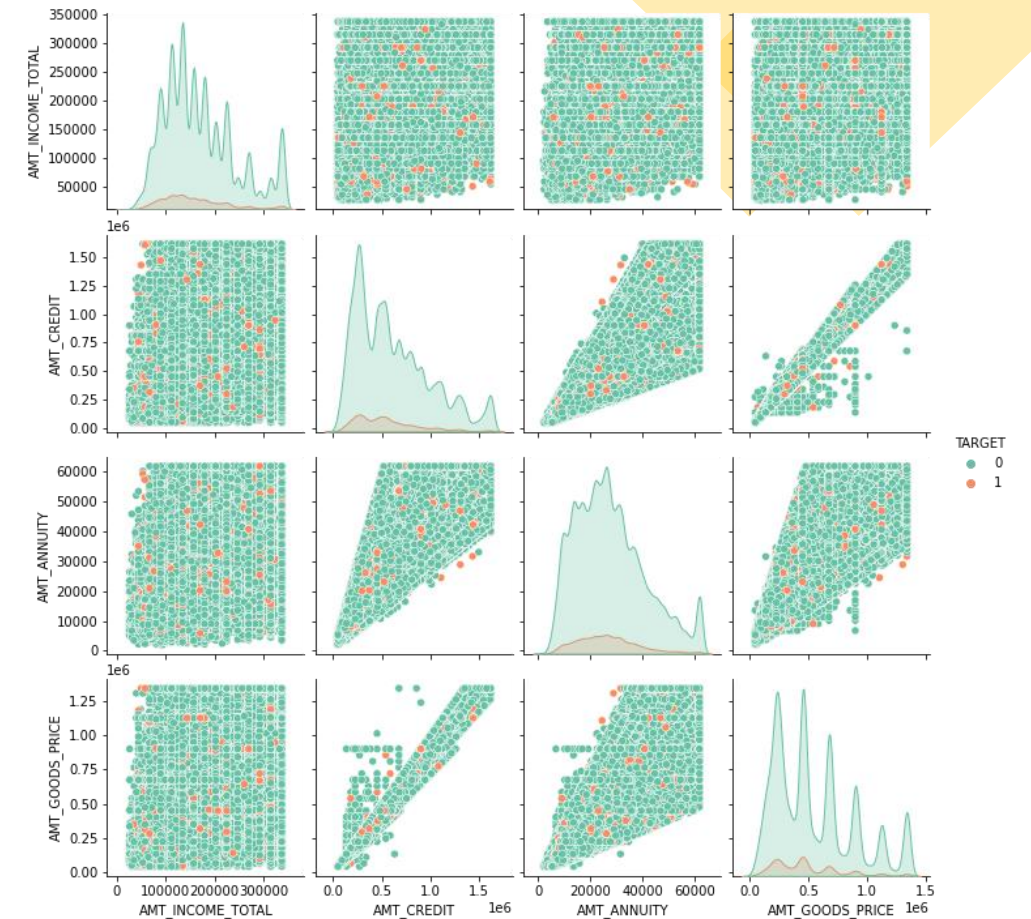 350000
300000
250000
200000
150000
100000
50000
AMT_INCOME_TOTAL
1e6
1.50
1.25
1.00
0.75
0.50
0.25
0.00
AMT_CREDIT
TARGET
0
1
60000
50000
40000
30000
20000
10000
0
AMT_ANNUITY
1e6
1.25
1.00
0.75
0.50
0.25
0.00
AMT_GOODS_PRICE
0 100000 200000 300000 0.0 0.5 1.0 1.5 0 20000 40000 60000 0.0 0.5 1.0 1.5
1e6 1e6
AMT_INCOME_TOTAL AMT_CREDIT AMT_ANNUITY AMT_GOODS_PRICE